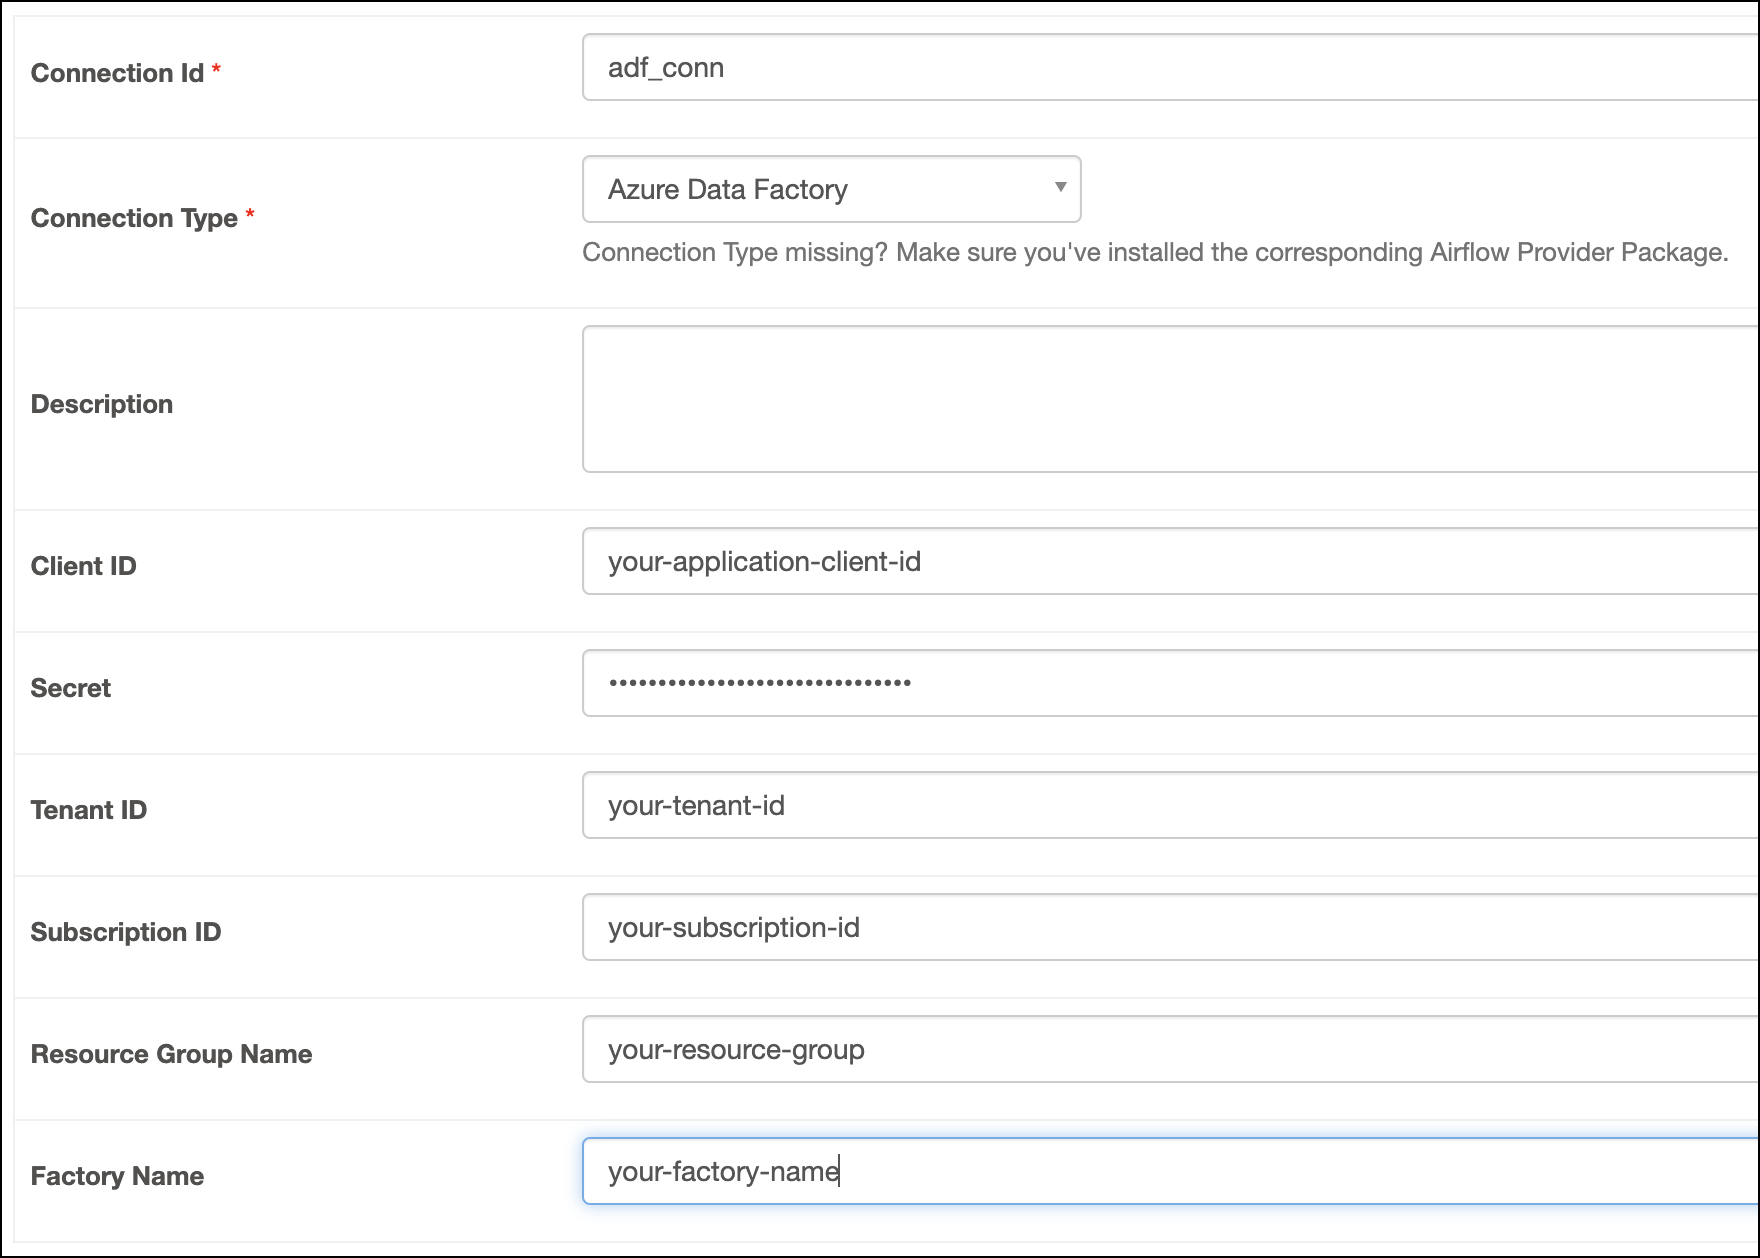 Connection Id *
adf_conn
Connection Type *
Azure Data Factory
Connection Type missing? Make sure you've installed the corresponding Airflow Provider Package.
Description
Client ID
your-application-client-id
Secret
•••••••••••••••••••••••••••••••
Tenant ID
your-tenant-id
Subscription ID
your-subscription-id
Resource Group Name
your-resource-group
Factory Name
your-factory-name